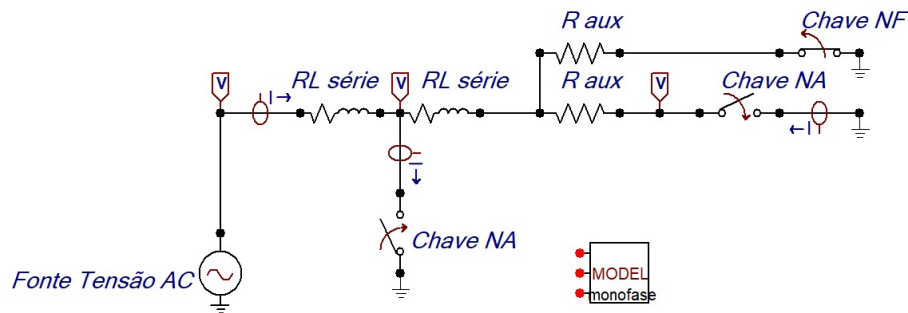 R aux
Chave NF
V
RL série
V
RL série
R aux
V
Chave NA
I→
←I
I→
Chave NA
Fonte Tensão AC
MODEL
monofase